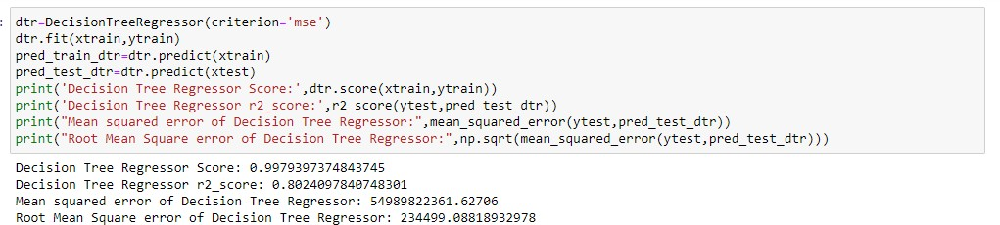 dtr=DecisionTreeRegressor(criterion='mse')
dtr.fit(xtrain,ytrain)
pred_train_dtr=dtr.predict(xtrain)
pred_test_dtr=dtr.predict(xtest)
print('Decision Tree Regressor Score:',dtr.score(xtrain,ytrain))
print('Decision Tree Regressor r2_score:',r2_score(ytest,pred_test_dtr))
print("Mean squared error of Decision Tree Regressor:",mean_squared_error(ytest,pred_test_dtr))
print("Root Mean Square error of Decision Tree Regressor:",np.sqrt(mean_squared_error(ytest,pred_test_dtr)))
Decision Tree Regressor Score: 0.9979397374843745
Decision Tree Regressor r2_score: 0.8024097840748301
Mean squared error of Decision Tree Regressor: 54989822361.62706
Root Mean Square error of Decision Tree Regressor: 234499.08818932978